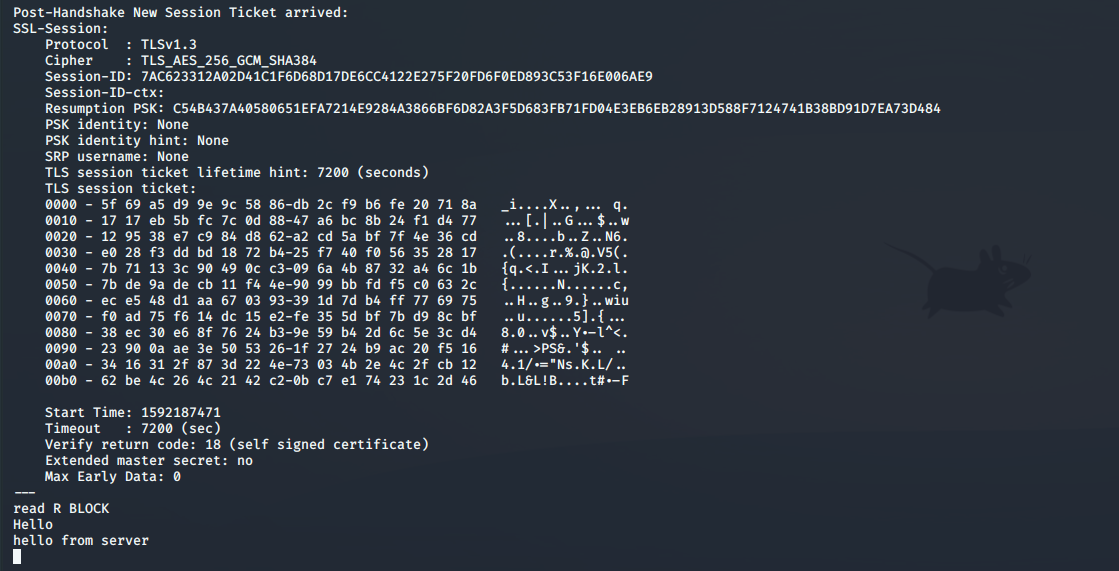 Post-Handshake New Session Ticket arrived:
SSL-Session:
    Protocol  : TLSv1.3
    Cipher    : TLS_AES_256_GCM_SHA384
    Session-ID: 7AC623312A02D41C1F6D68D17DE6CC4122E275F20FD6F0ED893C53F16E006AE9
    Session-ID-ctx:
    Resumption PSK: C54B437A40580651EFA7214E9284A3866BF6D82A3F5D683FB71FD04E3EB6EB28913D588F7124741B38BD91D7EA73D484
    PSK identity: None
    PSK identity hint: None
    SRP username: None
    TLS session ticket lifetime hint: 7200 (seconds)
    TLS session ticket:
    0000 - 5f 69 a5 d9 9e 9c 58 86-db 2c f9 b6 fe 20 71 8a   _i....X..,... q.
    0010 - 17 17 eb 5b fc 7c 0d 88-47 a6 bc 8b 24 f1 d4 77   ...[.|..G...$..w
    0020 - 12 95 38 e7 c9 84 d8 62-a2 cd 5a bf 7f 4e 36 cd   ..8....b..Z..N6.
    0030 - e0 28 f3 dd bd 18 72 b4-25 f7 40 f0 56 35 28 17   .(....r.%.@.V5(.
    0040 - 7b 71 13 3c 90 49 0c c3-09 6a 4b 87 32 a4 6c 1b   {q.<.I...jK.2.l.
    0050 - 7b de 9a de cb 11 f4 4e-90 99 bb fd f5 c0 63 2c   {......N......c,
    0060 - ec e5 48 d1 aa 67 03 93-39 1d 7d b4 ff 77 69 75   ..H..g..9.}..wiu
    0070 - f0 ad 75 f6 14 dc 15 e2-fe 35 5d bf 7b d9 8c bf   ..u......5].{...
    0080 - 38 ec 30 e6 8f 76 24 b3-9e 59 b4 2d 6c 5e 3c d4   8.0..v$..Y.-l^<.
    0090 - 23 90 0a ae 3e 50 53 26-1f 27 24 b9 ac 20 f5 16   #...>PS&.'$.. ..
    00a0 - 34 16 31 2f 87 3d 22 4e-73 03 4b 2e 4c 2f cb 12   4.1/.="Ns.K.L/..
    00b0 - 62 be 4c 26 4c 21 42 c2-0b c7 e1 74 23 1c 2d 46   b.L&L!B....t#.-F
    Start Time: 1592187471
    Timeout   : 7200 (sec)
    Verify return code: 18 (self signed certificate)
    Extended master secret: no
    Max Early Data: 0
---
read R BLOCK
Hello
hello from server